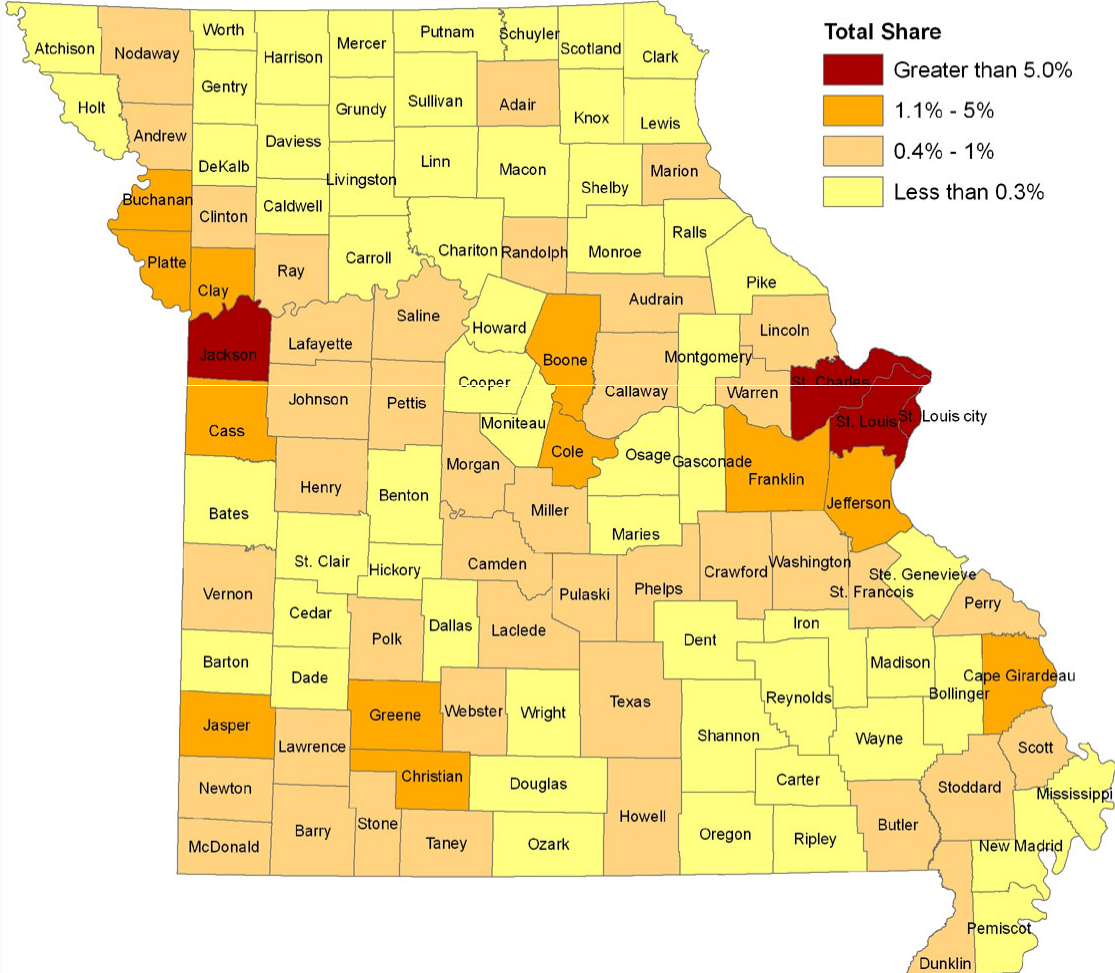 Total Share
Greater than 5.0%
1.1% - 5%
0.4% - 1%
Less than 0.3%
Atchison
Nodaway
Worth
Harrison
Mercer
Putnam
Schuyler
Scotland
Clark
Gentry
Holt
Andrew
Grundy
Sullivan
Adair
Knox
Lewis
DeKalb
Daviess
Livingston
Linn
Macon
Shelby
Marion
Buchanan
Clinton
Caldwell
Platte
Clay
Ray
Carroll
Chariton
Randolph
Monroe
Ralls
Pike
Audrain
Saline
Howard
Boone
Lincoln
Jackson
Lafayette
Cooper
Callaway
Montgomery
Warren
St. Charles
St. Louis
St. Louis city
Cass
Johnson
Pettis
Moniteau
Cole
Osage
Gasconade
Franklin
Jefferson
Morgan
Miller
Maries
Bates
Henry
Benton
St. Clair
Hickory
Camden
Pulaski
Phelps
Crawford
Washington
Ste. Genevieve
St. Francois
Perry
Vernon
Cedar
Polk
Dallas
Laclede
Dent
Iron
Barton
Dade
Madison
Cape Girardeau
Bollinger
Reynolds
Jasper
Greene
Webster
Wright
Texas
Shannon
Wayne
Scott
Lawrence
Christian
Douglas
Carter
Stoddard
Mississippi
Newton
Barry
Stone
Howell
Butler
New Madrid
McDonald
Taney
Ozark
Oregon
Ripley
Pemiscot
Dunklin